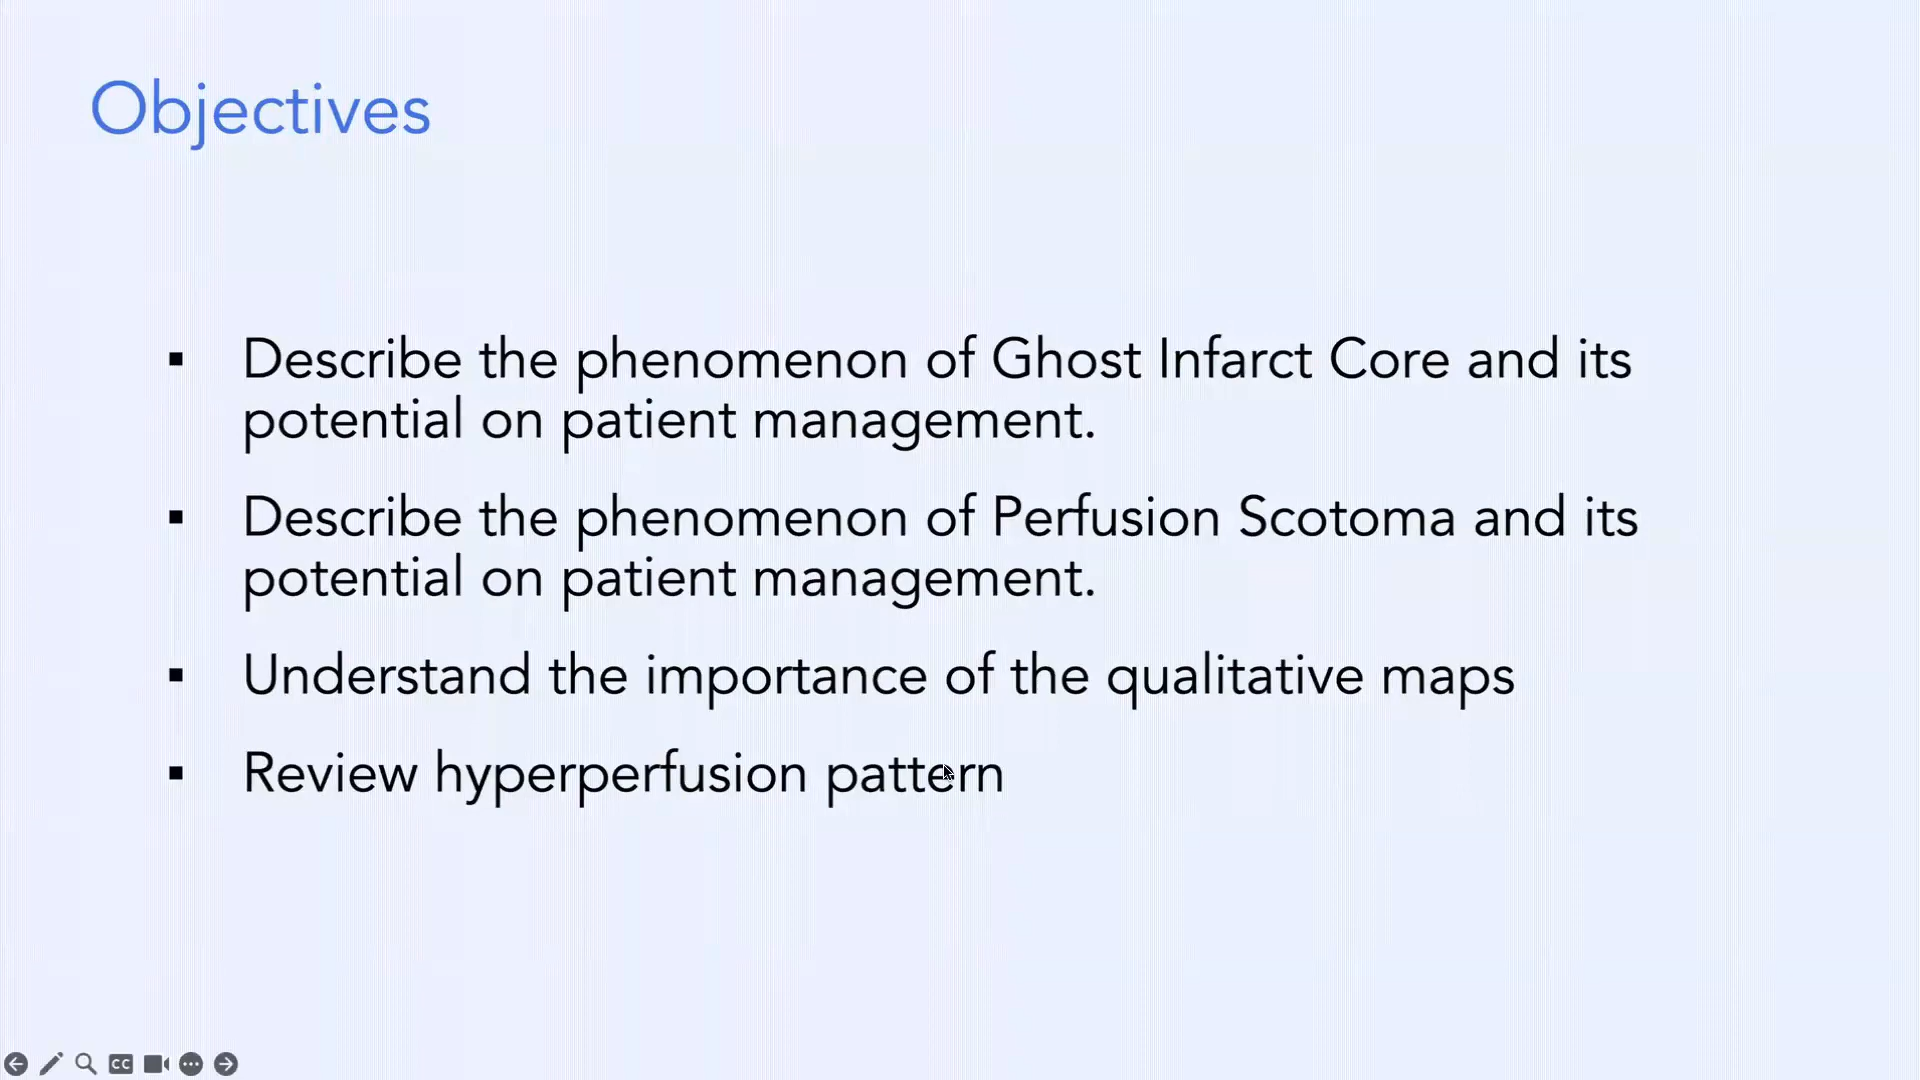 Objectives
▪ Describe the phenomenon of Ghost Infarct Core and its
potential on patient management.
▪ Describe the phenomenon of Perfusion Scotoma and its
potential on patient management.
▪ Understand the importance of the qualitative maps
▪ Review hyperperfusion pattern
CC